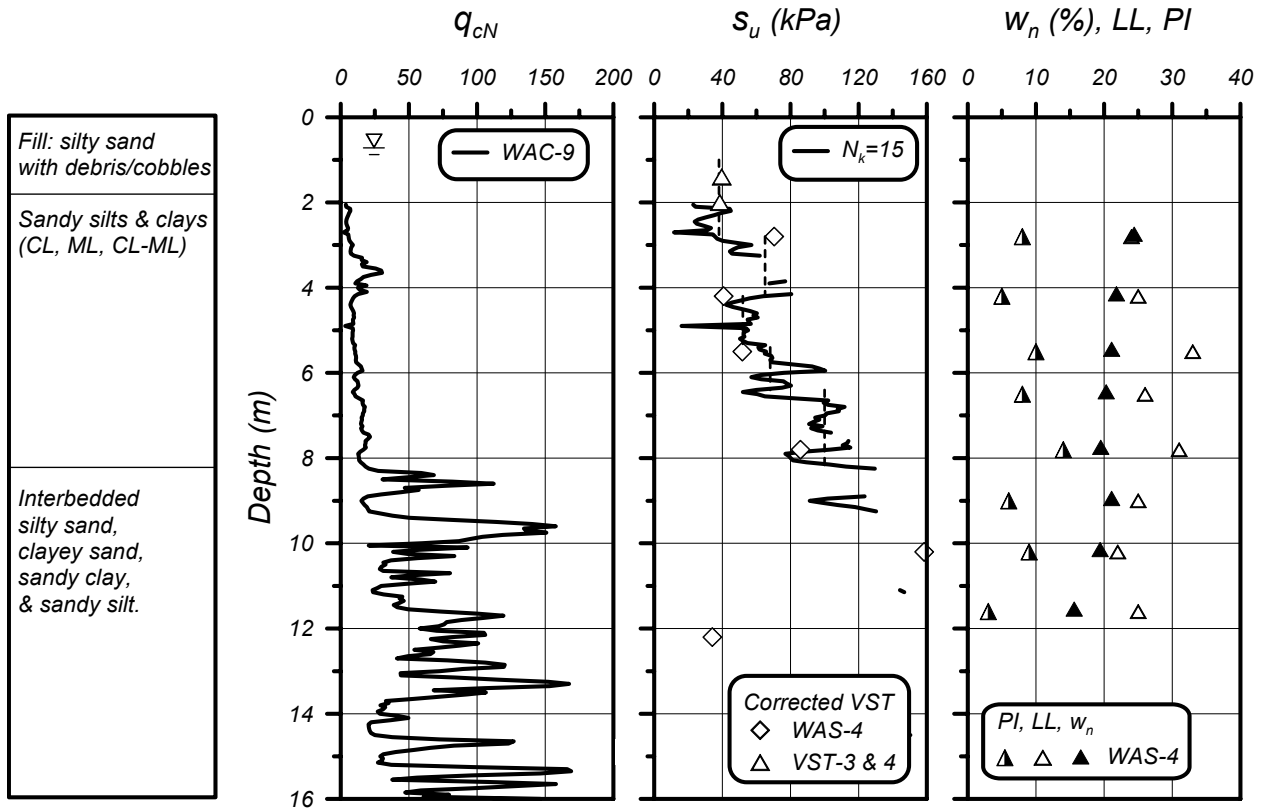 q_cN
s_u (kPa)
w_n (%), LL, PI
0 50 100 150 200
0 40 80 120 160
0 10 20 30 40
Depth (m)
0
2
4
6
8
10
12
14
16
Fill: silty sand
with debris/cobbles
Sandy silts & clays
(CL, ML, CL-ML)
Interbedded
silty sand,
clayey sand,
sandy clay,
& sandy silt.
WAC-9
N_k=15
Corrected VST
WAS-4
VST-3 & 4
PI, LL, w_n
WAS-4